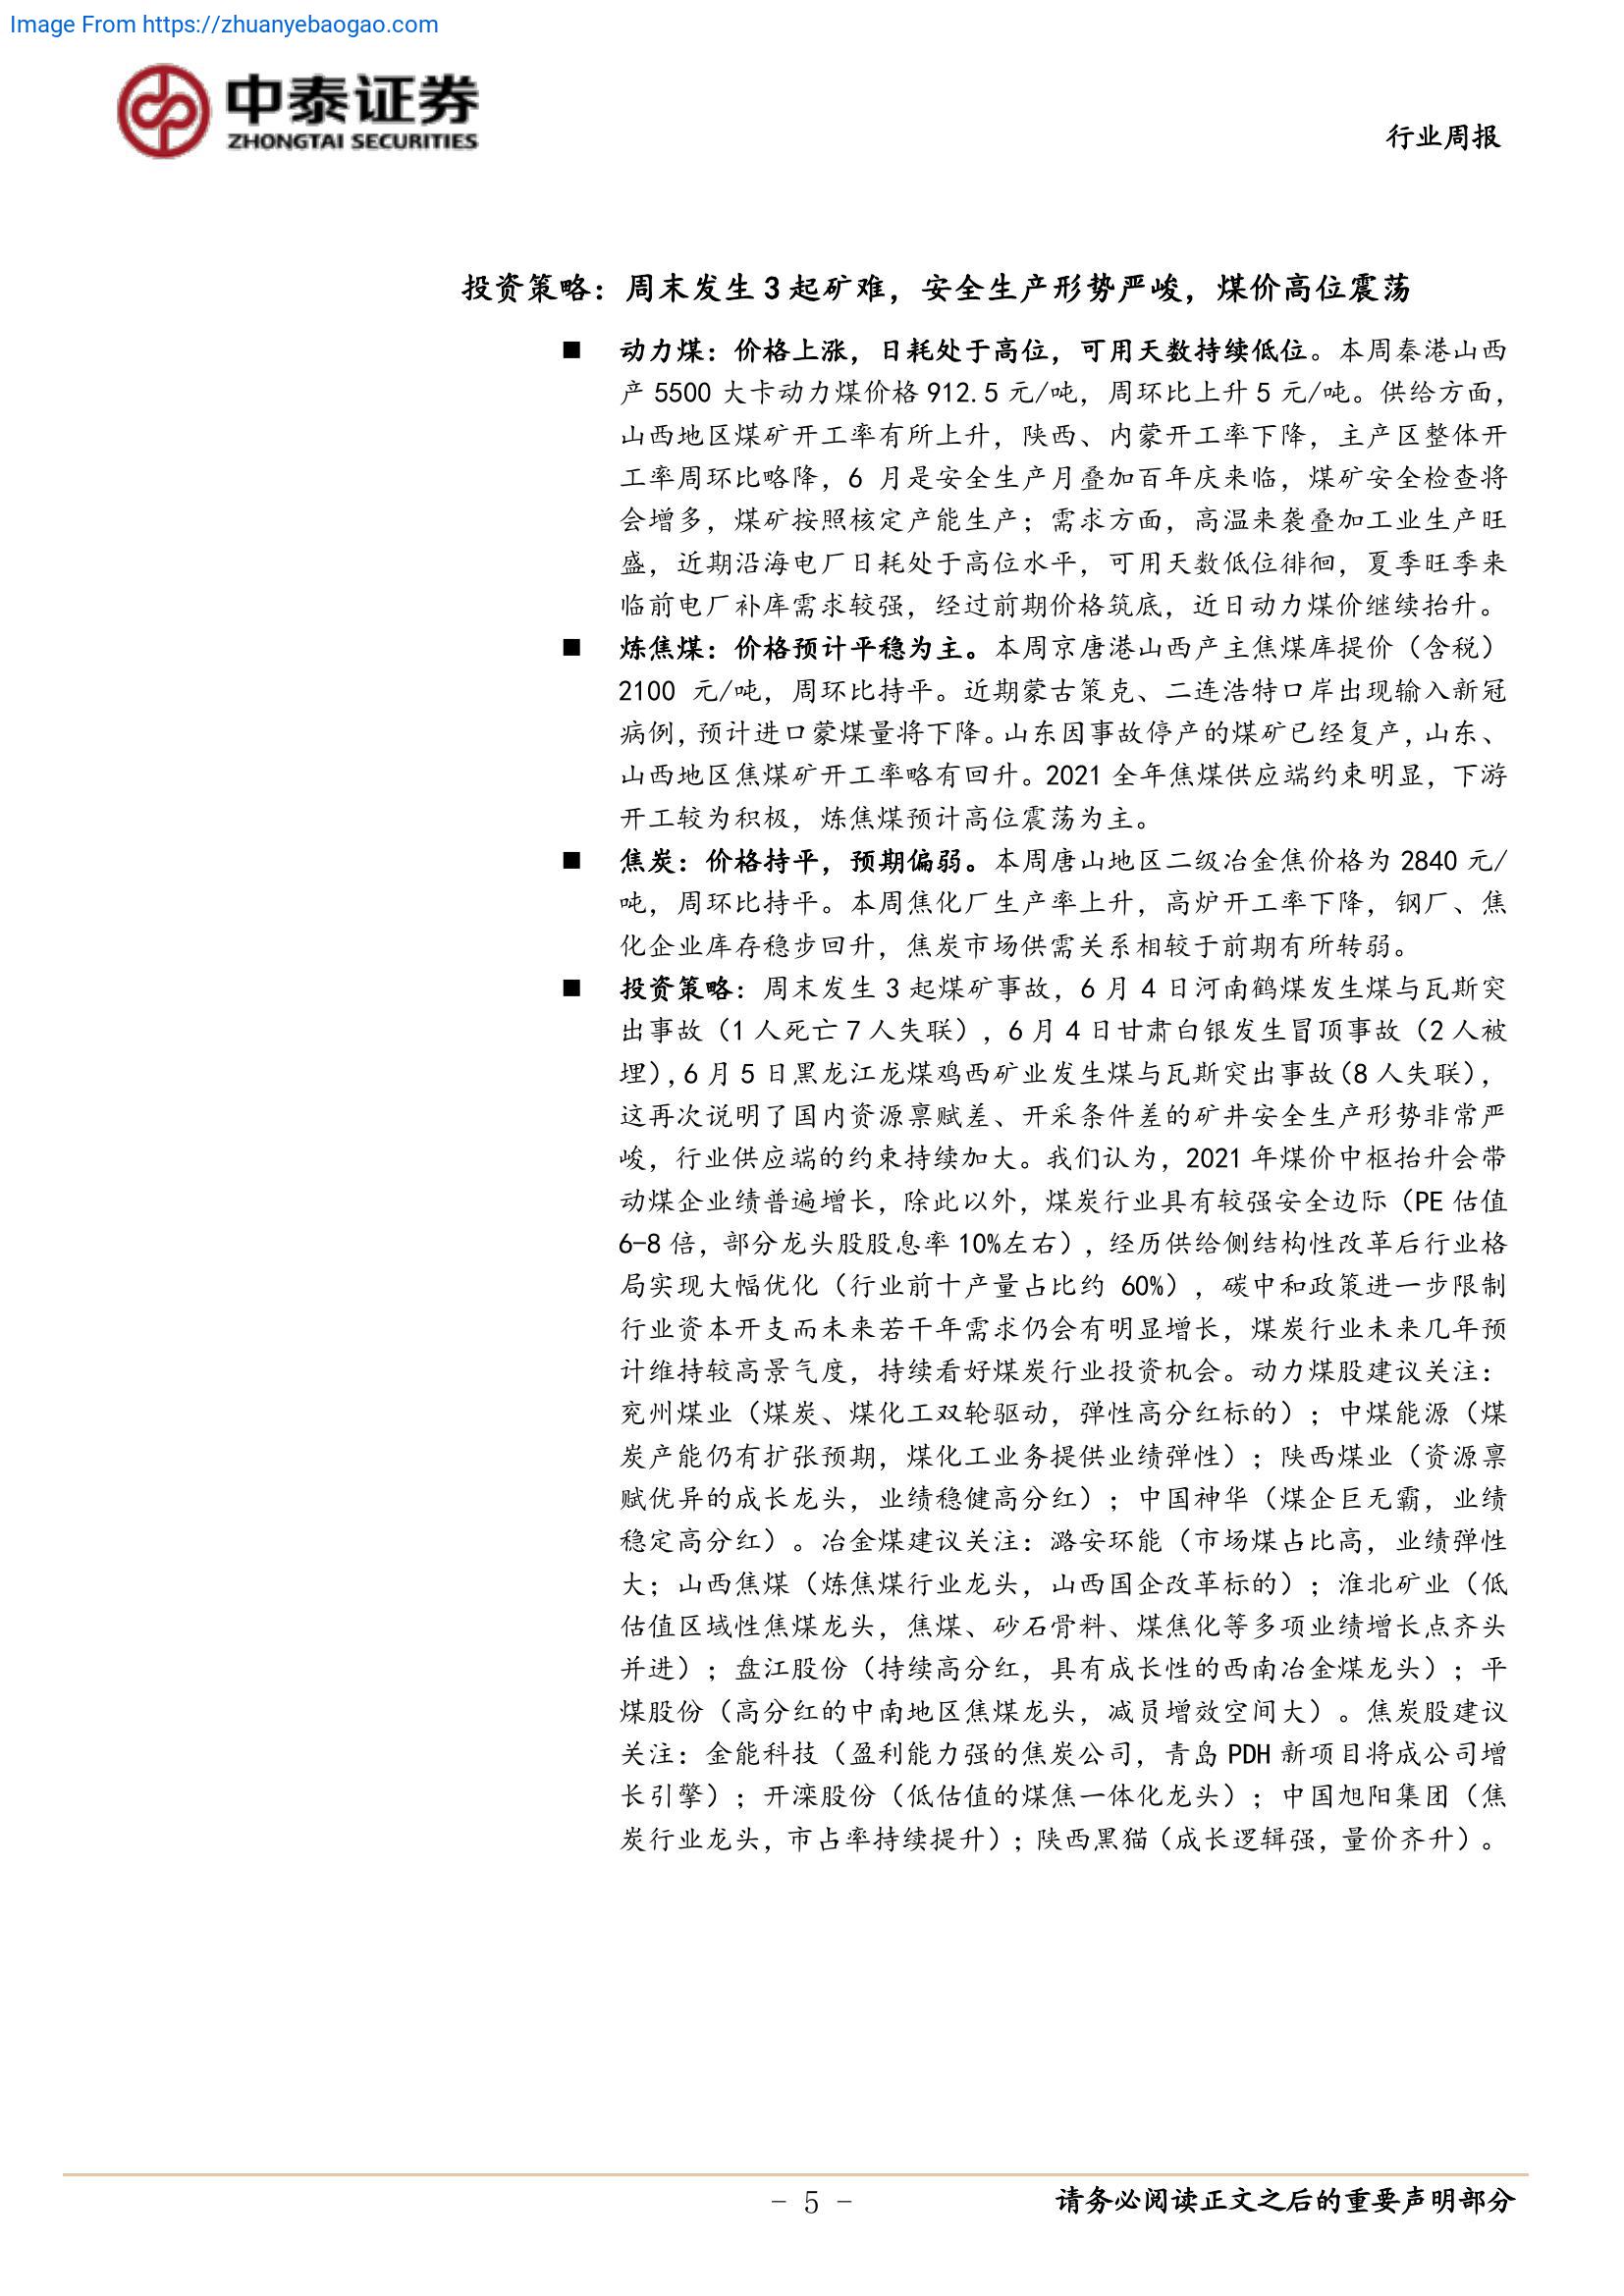 Image From https://zhuanyebaogao.com
中泰证券
ZHONGTAI SECURITIES
行业周报
投资策略：周末发生 3 起矿难，安全生产形势严峻，煤价高位震荡
■ 动力煤：价格上涨，日耗处于高位，可用天数持续低位。本周秦港山西
产 5500 大卡动力煤价格 912.5 元/吨，周环比上升 5 元/吨。供给方面，
山西地区煤矿开工率有所上升，陕西、内蒙开工率下降，主产区整体开
工率周环比略降，6 月是安全生产月叠加百年庆来临，煤矿安全检查将
会增多，煤矿按照核定产能生产；需求方面，高温来袭叠加工业生产旺
盛，近期沿海电厂日耗处于高位水平，可用天数低位徘徊，夏季旺季来
临前电厂补库需求较强，经过前期价格筑底，近日动力煤价继续抬升。
■ 炼焦煤：价格预计平稳为主。本周京唐港山西产主焦煤库提价（含税）
2100 元/吨，周环比持平。近期蒙古策克、二连浩特口岸出现输入新冠
病例，预计进口蒙煤量将下降。山东因事故停产的煤矿已经复产，山东、
山西地区焦煤矿开工率略有回升。2021 全年焦煤供应端约束明显，下游
开工较为积极，炼焦煤预计高位震荡为主。
■ 焦炭：价格持平，预期偏弱。本周唐山地区二级冶金焦价格为 2840 元/
吨，周环比持平。本周焦化厂生产率上升，高炉开工率下降，钢厂、焦
化企业库存稳步回升，焦炭市场供需关系相较于前期有所转弱。
■ 投资策略：周末发生 3 起煤矿事故，6 月 4 日河南鹤煤发生煤与瓦斯突
出事故（1 人死亡 7 人失联），6 月 4 日甘肃白银发生冒顶事故（2 人被
埋），6 月 5 日黑龙江龙煤鸡西矿业发生煤与瓦斯突出事故（8 人失联），
这再次说明了国内资源禀赋差、开采条件差的矿井安全生产形势非常严
峻，行业供应端的约束持续加大。我们认为，2021 年煤价中枢抬升会带
动煤企业绩普遍增长，除此以外，煤炭行业具有较强安全边际（PE 估值
6-8 倍，部分龙头股股息率 10%左右），经历供给侧结构性改革后行业格
局实现大幅优化（行业前十产量占比约 60%），碳中和政策进一步限制
行业资本开支而未来若干年需求仍会有明显增长，煤炭行业未来几年预
计维持较高景气度，持续看好煤炭行业投资机会。动力煤股建议关注：
兖州煤业（煤炭、煤化工双轮驱动，弹性高分红标的）；中煤能源（煤
炭产能仍有扩张预期，煤化工业务提供业绩弹性）；陕西煤业（资源禀
赋优异的成长龙头，业绩稳健高分红）；中国神华（煤企巨无霸，业绩
稳定高分红）。冶金煤建议关注：潞安环能（市场煤占比高，业绩弹性
大；山西焦煤（炼焦煤行业龙头，山西国企改革标的）；淮北矿业（低
估值区域性焦煤龙头，焦煤、砂石骨料、煤焦化等多项业绩增长点齐头
并进）；盘江股份（持续高分红，具有成长性的西南冶金煤龙头）；平
煤股份（高分红的中南地区焦煤龙头，减员增效空间大）。焦炭股建议
关注：金能科技（盈利能力强的焦炭公司，青岛 PDH 新项目将成公司增
长引擎）；开滦股份（低估值的煤焦一体化龙头）；中国旭阳集团（焦
炭行业龙头，市占率持续提升）；陕西黑猫（成长逻辑强，量价齐升）。
- 5 -
请务必阅读正文之后的重要声明部分